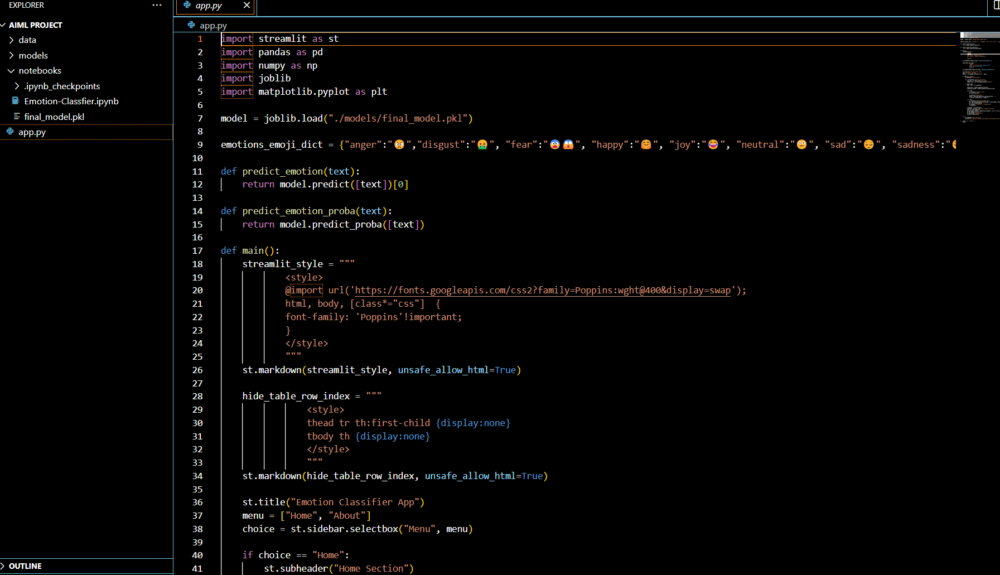 EXPLORER ···
AIML PROJECT
data
models
notebooks
.ipynb_checkpoints
Emotion-Classfier.ipynb
final_model.pkl
app.py
OUTLINE
app.py
app.py
1 import streamlit as st
2 import pandas as pd
3 import numpy as np
4 import joblib
5 import matplotlib.pyplot as plt
6
7 model = joblib.load("./models/final_model.pkl")
8
9 emotions_emoji_dict = {"anger":"😠","disgust":"🤮", "fear":"😨😱", "happy":"🤗", "joy":"😂", "neutral":"😐", "sad":"😔", "sadness":"
10
11 def predict_emotion(text):
12     return model.predict([text])[0]
13
14 def predict_emotion_proba(text):
15     return model.predict_proba([text])
16
17 def main():
18     streamlit_style = """
19             <style>
20             @import url('https://fonts.googleapis.com/css2?family=Poppins:wght@400&display=swap');
21             html, body, [class*="css"]  {
22             font-family: 'Poppins'!important;
23             }
24             </style>
25             """
26     st.markdown(streamlit_style, unsafe_allow_html=True)
27
28     hide_table_row_index = """
29                 <style>
30                 thead tr th:first-child {display:none}
31                 tbody th {display:none}
32                 </style>
33                 """
34     st.markdown(hide_table_row_index, unsafe_allow_html=True)
35
36     st.title("Emotion Classifier App")
37     menu = ["Home", "About"]
38     choice = st.sidebar.selectbox("Menu", menu)
39
40     if choice == "Home":
41         st.subheader("Home Section")